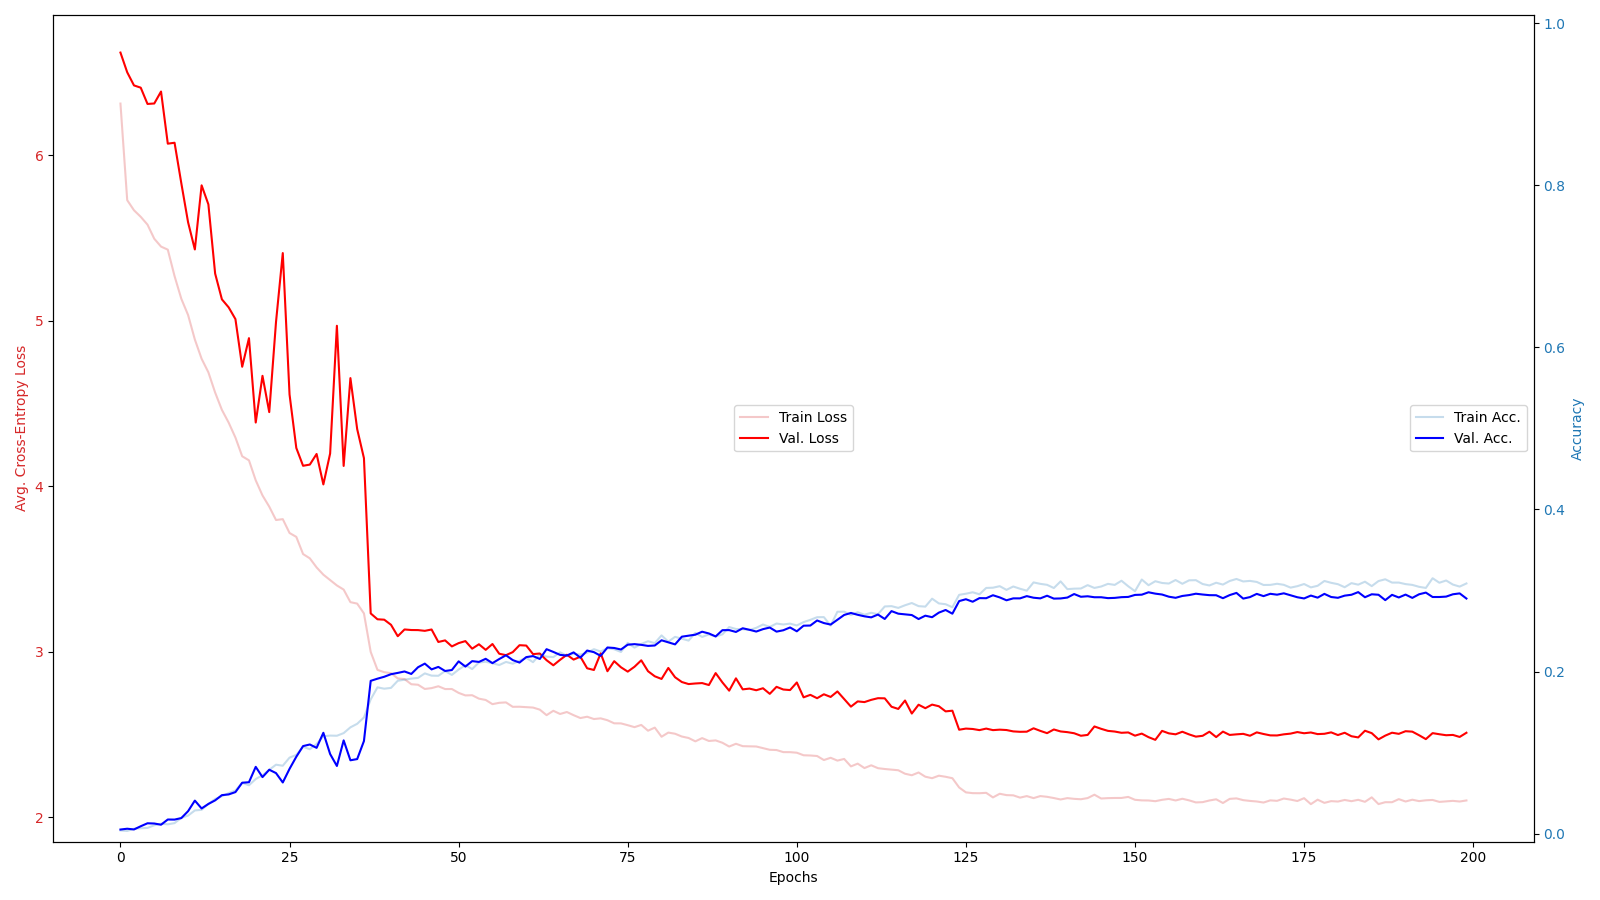 6
5
4
3
2
Avg. Cross-Entropy Loss
1.0
0.8
0.6
0.4
0.2
0.0
Accuracy
Train Loss
Val. Loss
Train Acc.
Val. Acc.
0 25 50 75 100 125 150 175 200
Epochs